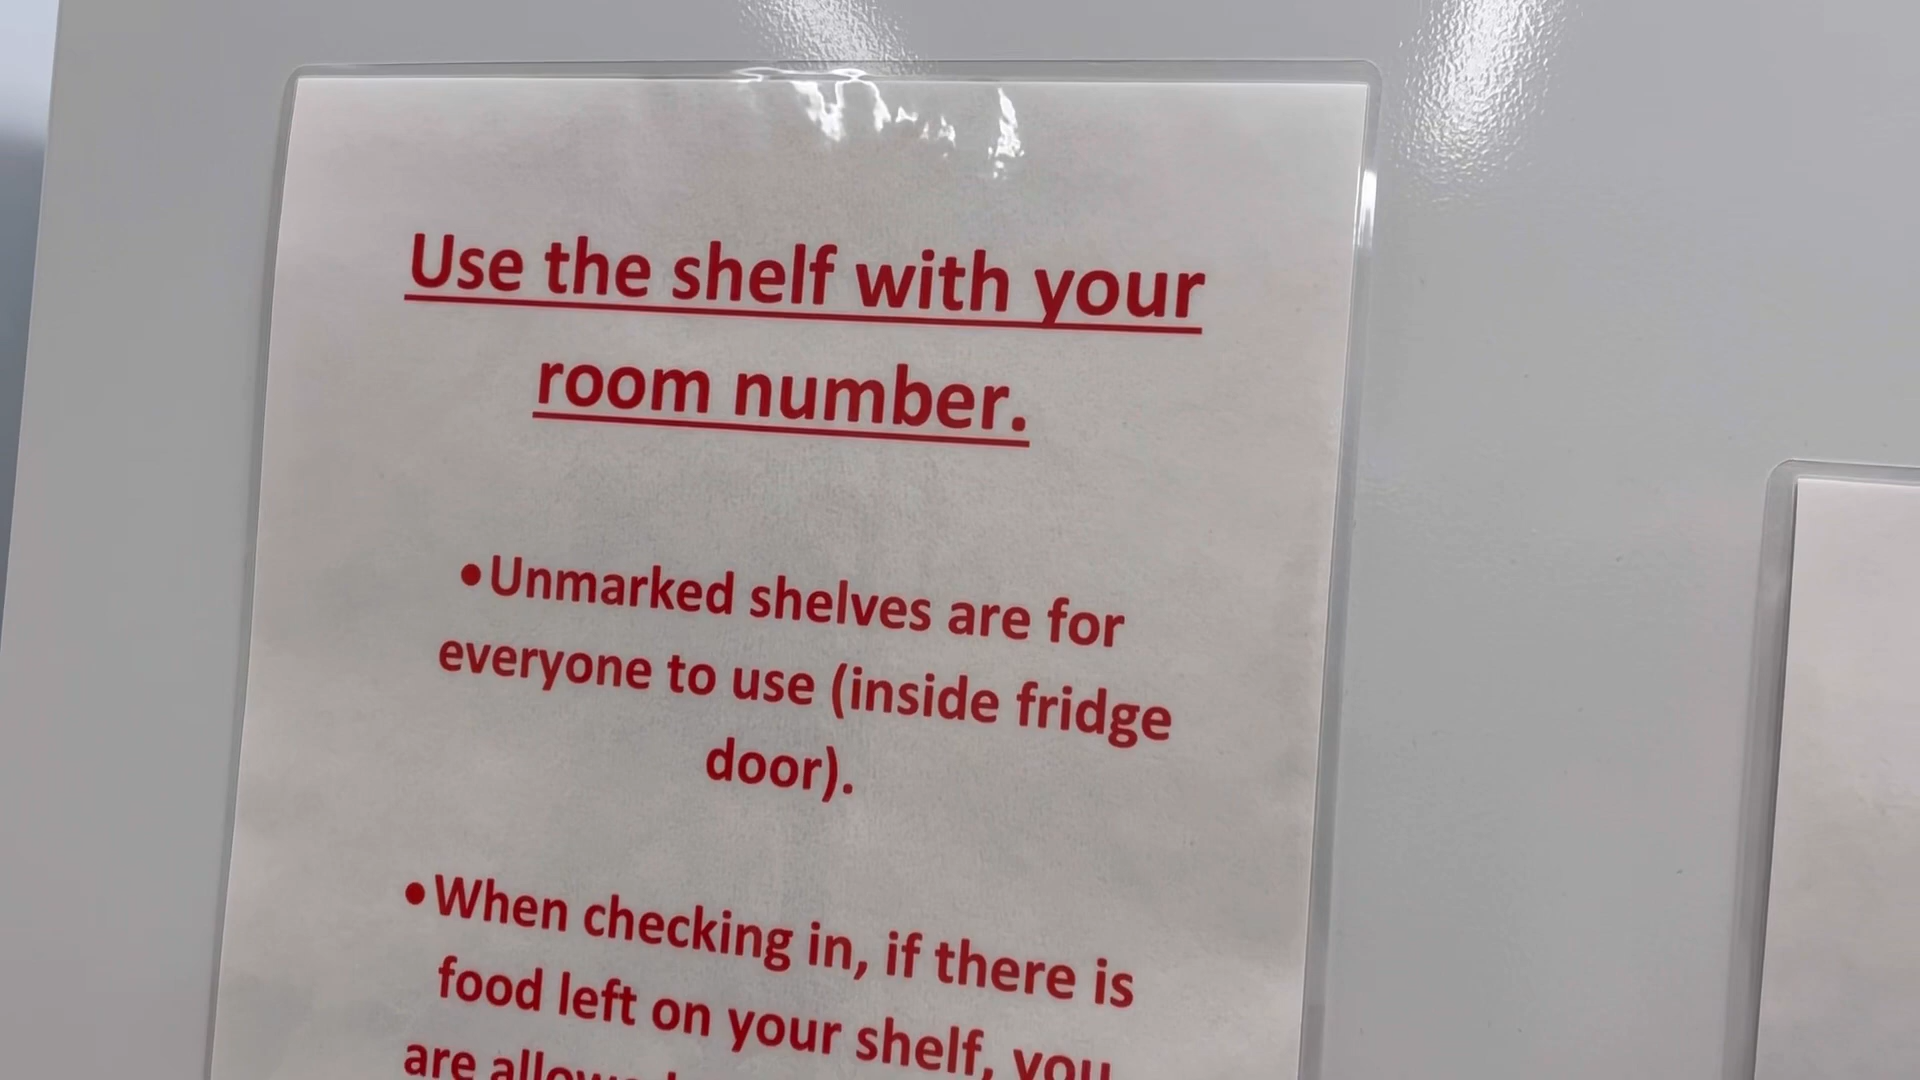 Use the shelf with your
room number.
•Unmarked shelves are for
everyone to use (inside fridge
door).
•When checking in, if there is
food left on your shelf, you
are